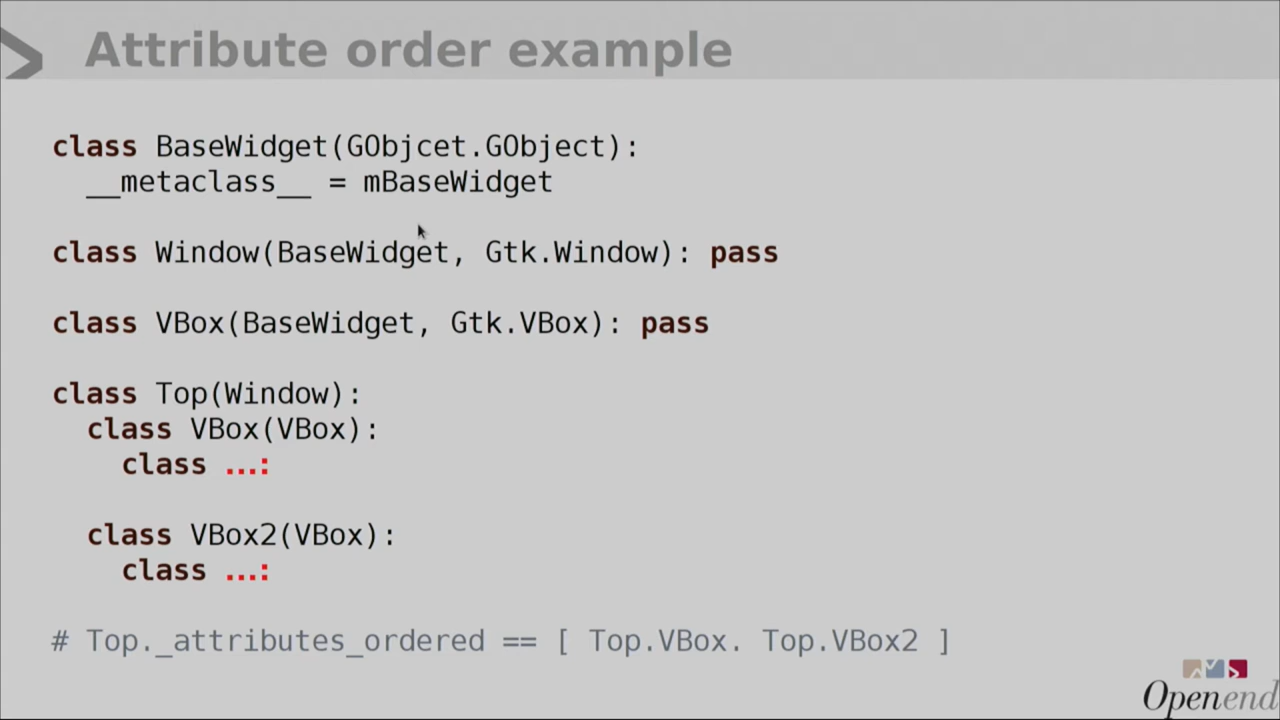 Attribute order example
class BaseWidget(GObjcet.GObject):
  __metaclass__ = mBaseWidget
class Window(BaseWidget, Gtk.Window): pass
class VBox(BaseWidget, Gtk.VBox): pass
class Top(Window):
  class VBox(VBox):
    class ...:
  class VBox2(VBox):
    class ...:
# Top._attributes_ordered == [ Top.VBox. Top.VBox2 ]
Openend